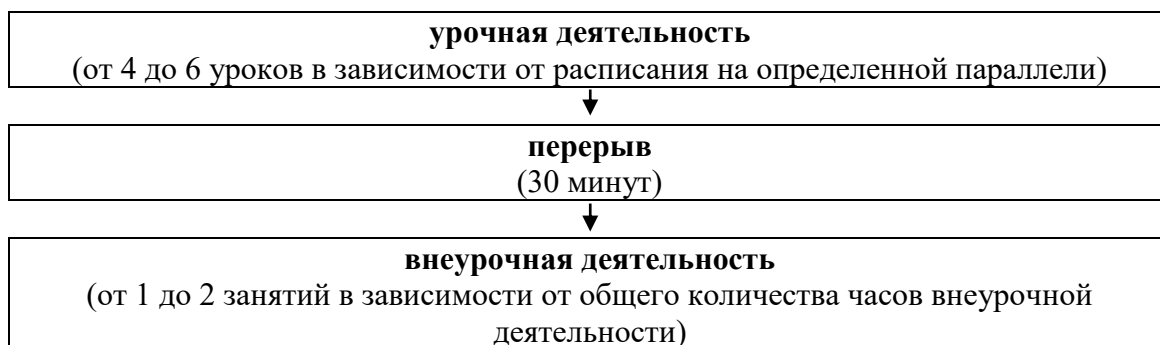 урочная деятельность
(от 4 до 6 уроков в зависимости от расписания на определенной параллели)
перерыв
(30 минут)
внеурочная деятельность
(от 1 до 2 занятий в зависимости от общего количества часов внеурочной
деятельности)